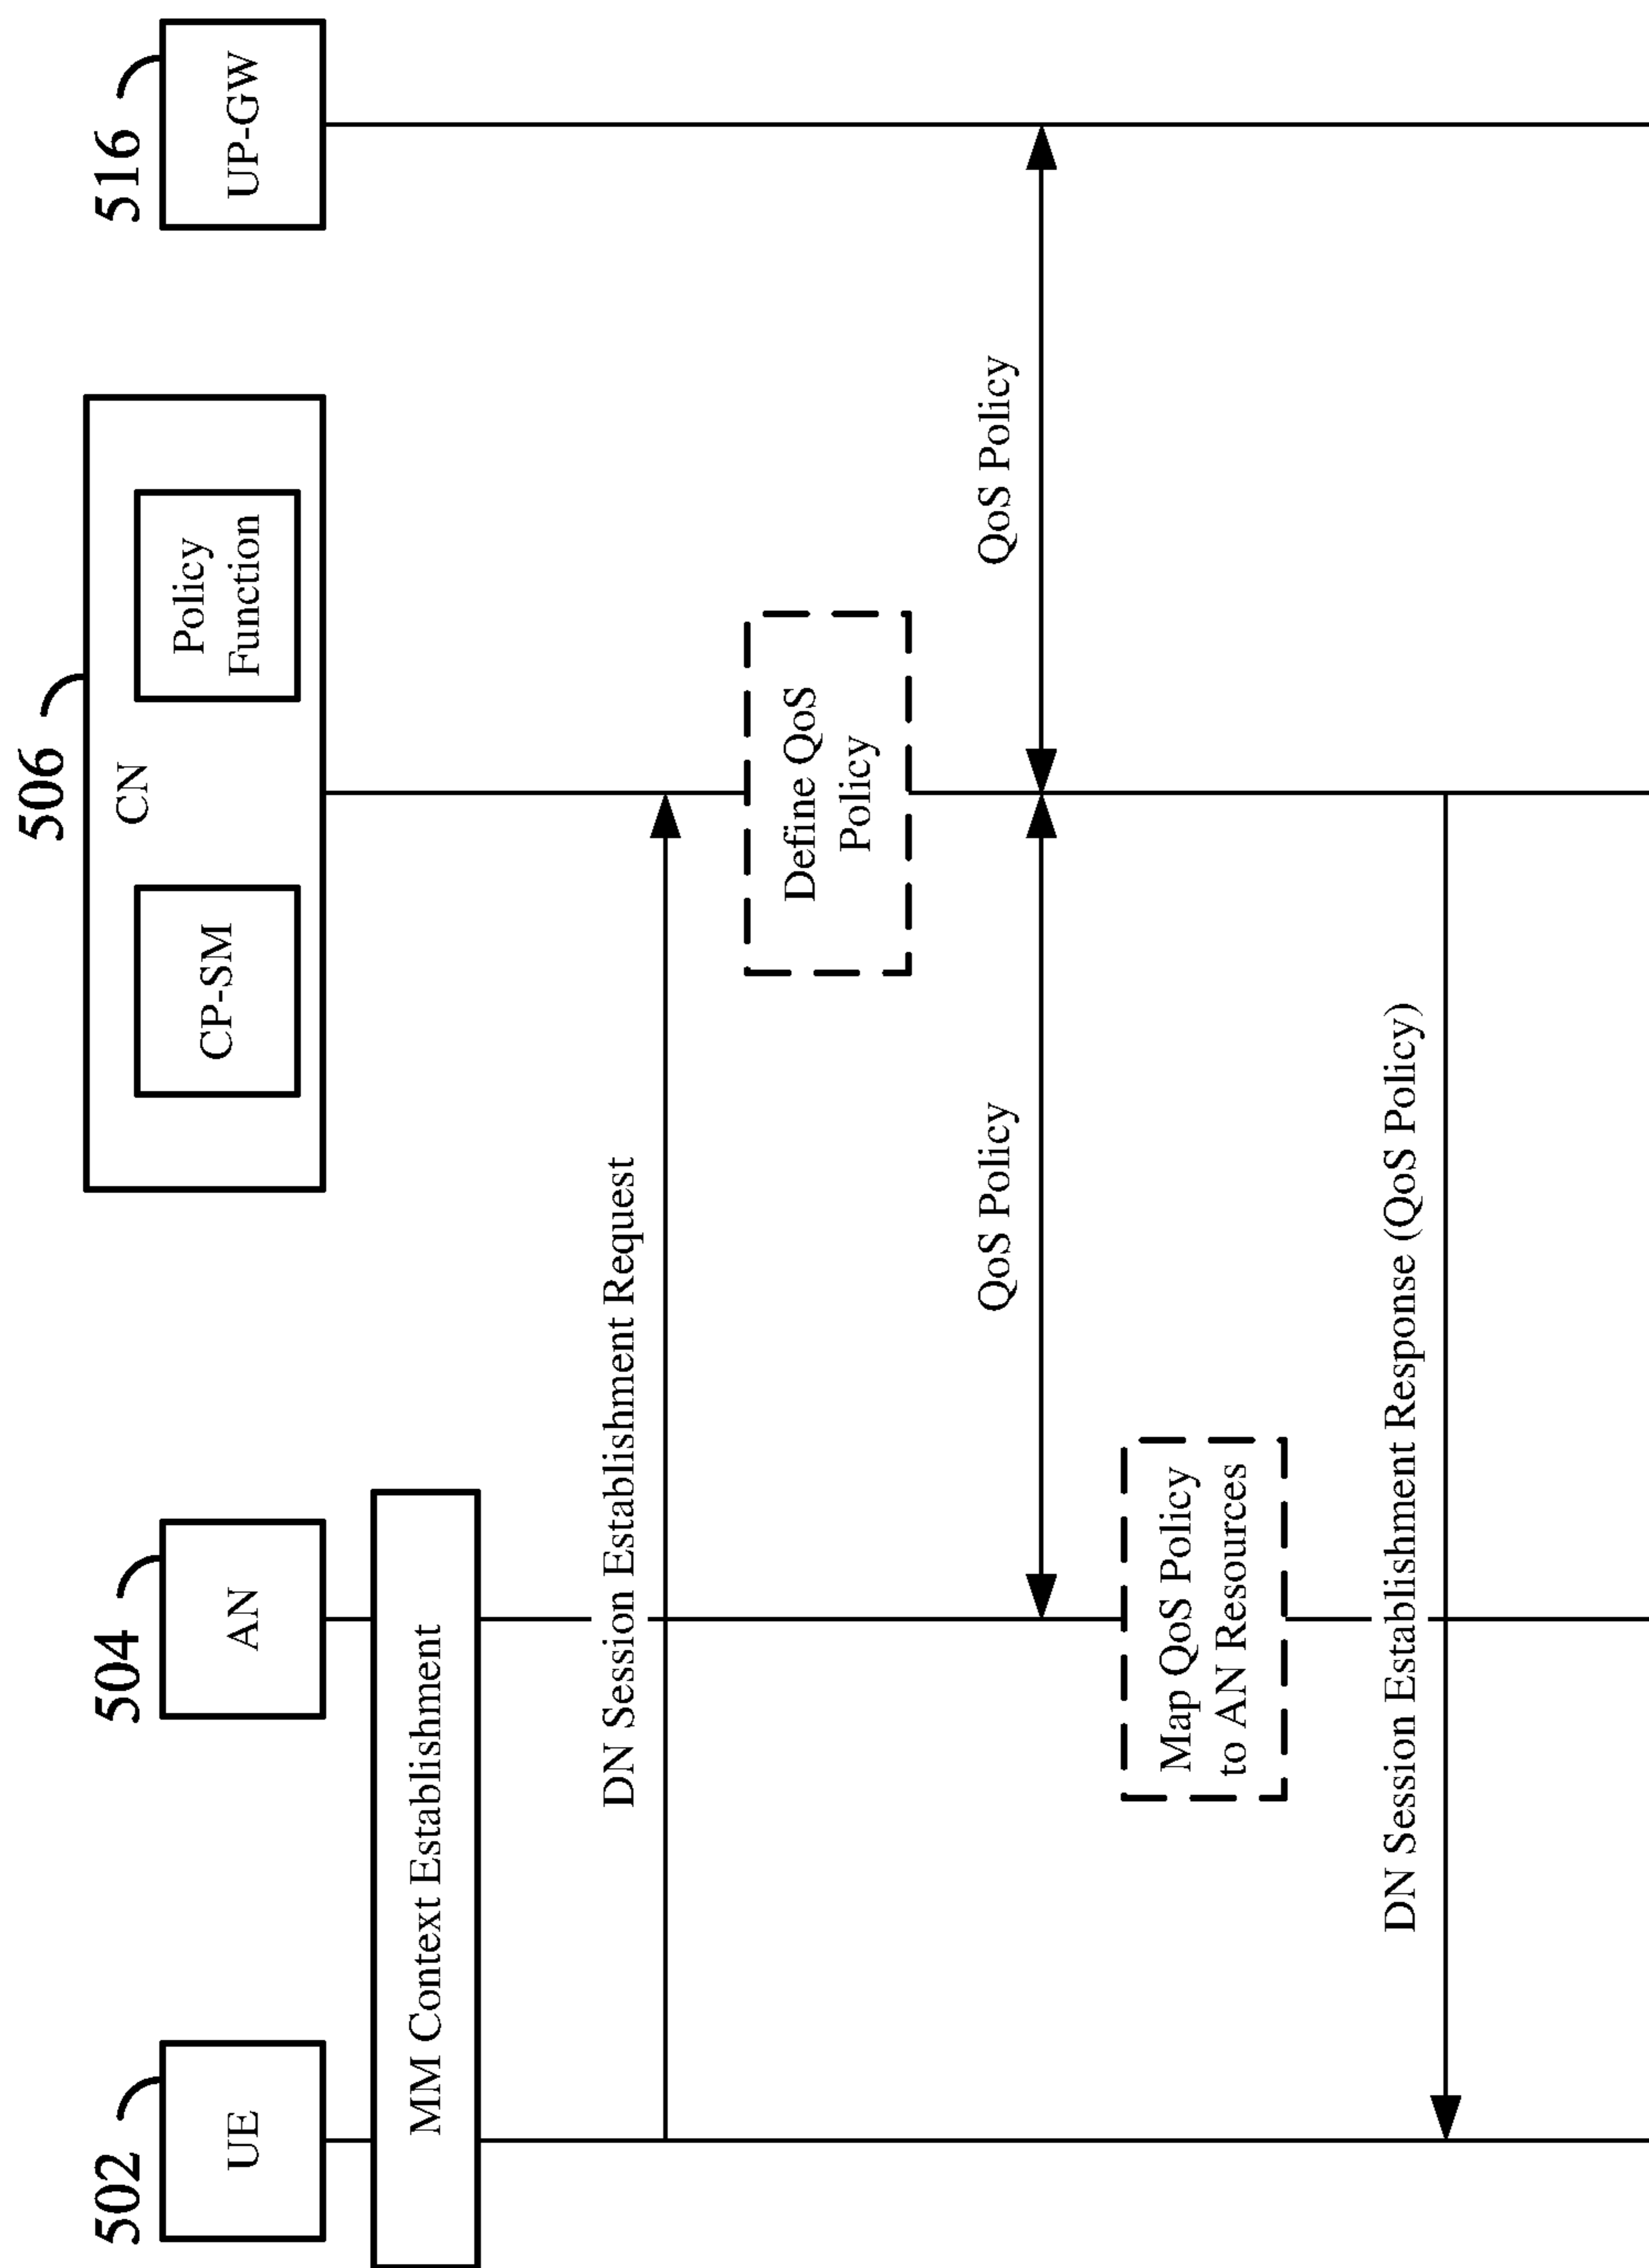 502
504
506
516
UE
AN
CN
CP-SM
Policy
Function
UP-GW
MM Context Establishment
DN Session Establishment Request
Define QoS
Policy
QoS Policy
QoS Policy
Map QoS Policy
to AN Resources
DN Session Establishment Response (QoS Policy)